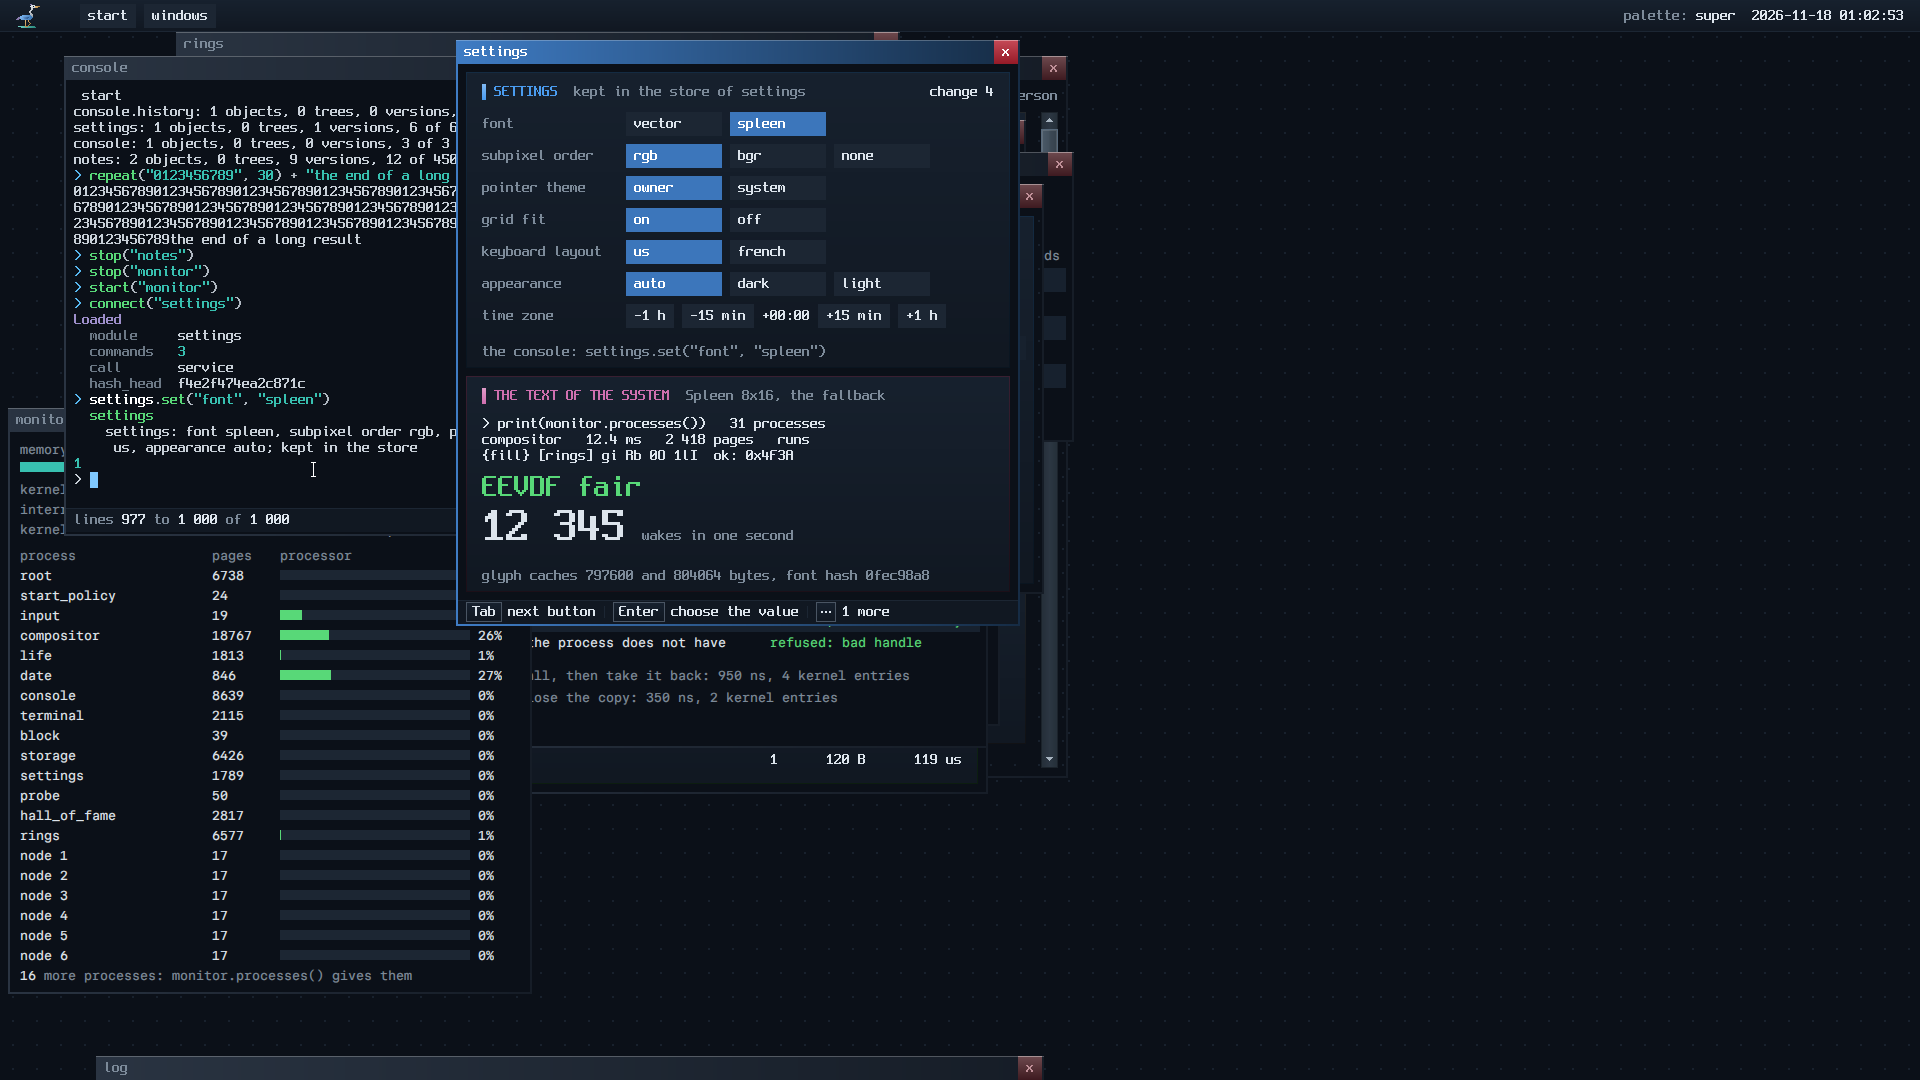 start windows palette: super 2026-11-18 01:02:53
rings
console
start
console.history: 1 objects, 0 trees, 0 versions,
settings: 1 objects, 0 trees, 1 versions, 6 of 6
console: 1 objects, 0 trees, 0 versions, 3 of 3
notes: 2 objects, 0 trees, 9 versions, 12 of 450
> repeat("0123456789", 30) + "the end of a long
012345678901234567890123456789012345678901234567
678901234567890123456789012345678901234567890123
234567890123456789012345678901234567890123456789
890123456789the end of a long result
> stop("notes")
> stop("monitor")
> start("monitor")
> connect("settings")
Loaded
module settings
commands 3
call service
hash_head f4e2f474ea2c871c
> settings.set("font", "spleen")
settings
settings: font spleen, subpixel order rgb, p
us, appearance auto; kept in the store
1
>
lines 977 to 1 000 of 1 000
settings x
SETTINGS kept in the store of settings change 4
font vector spleen
subpixel order rgb bgr none
pointer theme owner system
grid fit on off
keyboard layout us french
appearance auto dark light
time zone -1 h -15 min +00:00 +15 min +1 h
the console: settings.set("font", "spleen")
THE TEXT OF THE SYSTEM Spleen 8x16, the fallback
> print(monitor.processes()) 31 processes
compositor 12.4 ms 2 418 pages runs
{fill} [rings] gi Rb 0O 1lI ok: 0x4F3A
EEVDF fair
12 345 wakes in one second
glyph caches 797600 and 804064 bytes, font hash 0fec98a8
Tab next button Enter choose the value ... 1 more
x
erson
x
x
ds
monito
memory
kernel
inter
kernel
process pages processor
root 6738
start_policy 24
input 19
compositor 18767 26%
life 1813 1%
date 846 27%
console 8639 0%
terminal 2115 0%
block 39 0%
storage 6426 0%
settings 1789 0%
probe 50 0%
hall_of_fame 2817 0%
rings 6577 1%
node 1 17 0%
node 2 17 0%
node 3 17 0%
node 4 17 0%
node 5 17 0%
node 6 17 0%
16 more processes: monitor.processes() gives them
the process does not have refused: bad handle
all, then take it back: 950 ns, 4 kernel entries
lose the copy: 350 ns, 2 kernel entries
1 120 B 119 us
log x